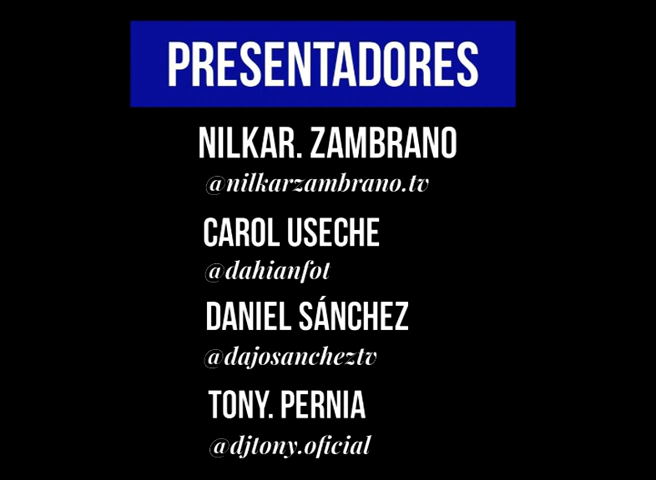 PRESENTADORES
NILKAR. ZAMBRANO
@nilkarzambrano.tv
CAROL USECHE
@dahianfot
DANIEL SÁNCHEZ
@dajosancheztv
TONY. PERNIA
@djtony.oficial